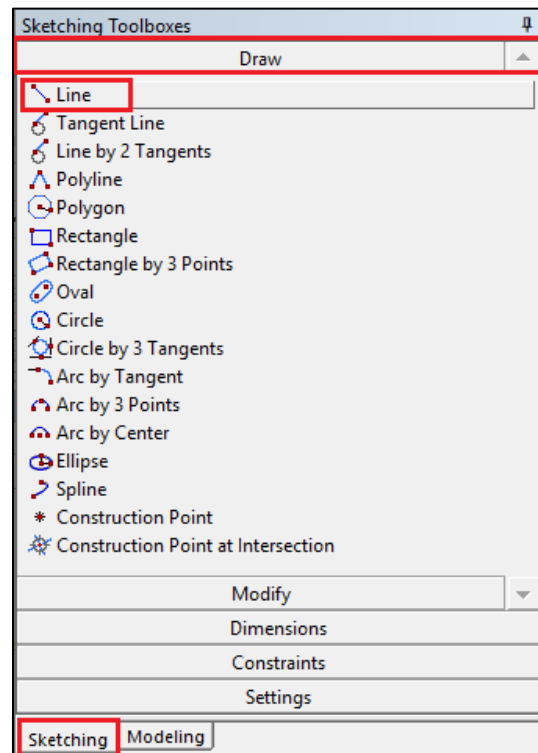 Sketching Toolboxes
Draw
Line
Tangent Line
Line by 2 Tangents
Polyline
Polygon
Rectangle
Rectangle by 3 Points
Oval
Circle
Circle by 3 Tangents
Arc by Tangent
Arc by 3 Points
Arc by Center
Ellipse
Spline
Construction Point
Construction Point at Intersection
Modify
Dimensions
Constraints
Settings
Sketching Modeling